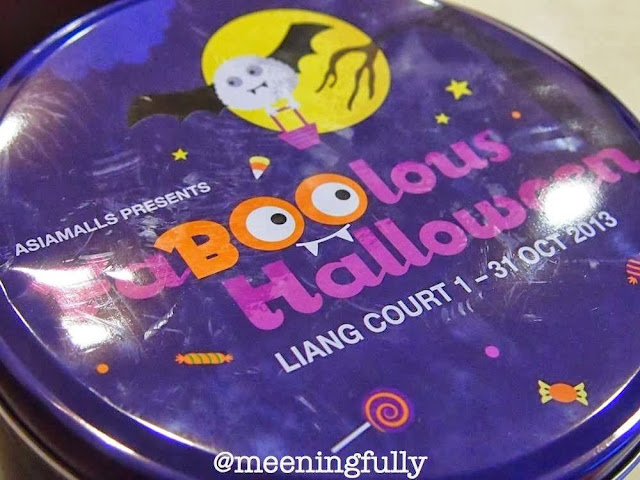 ASIAMALLS PRESENTS
FaBOOlous
Halloween
LIANG COURT 1 - 31 OCT 2013
@meeningfully